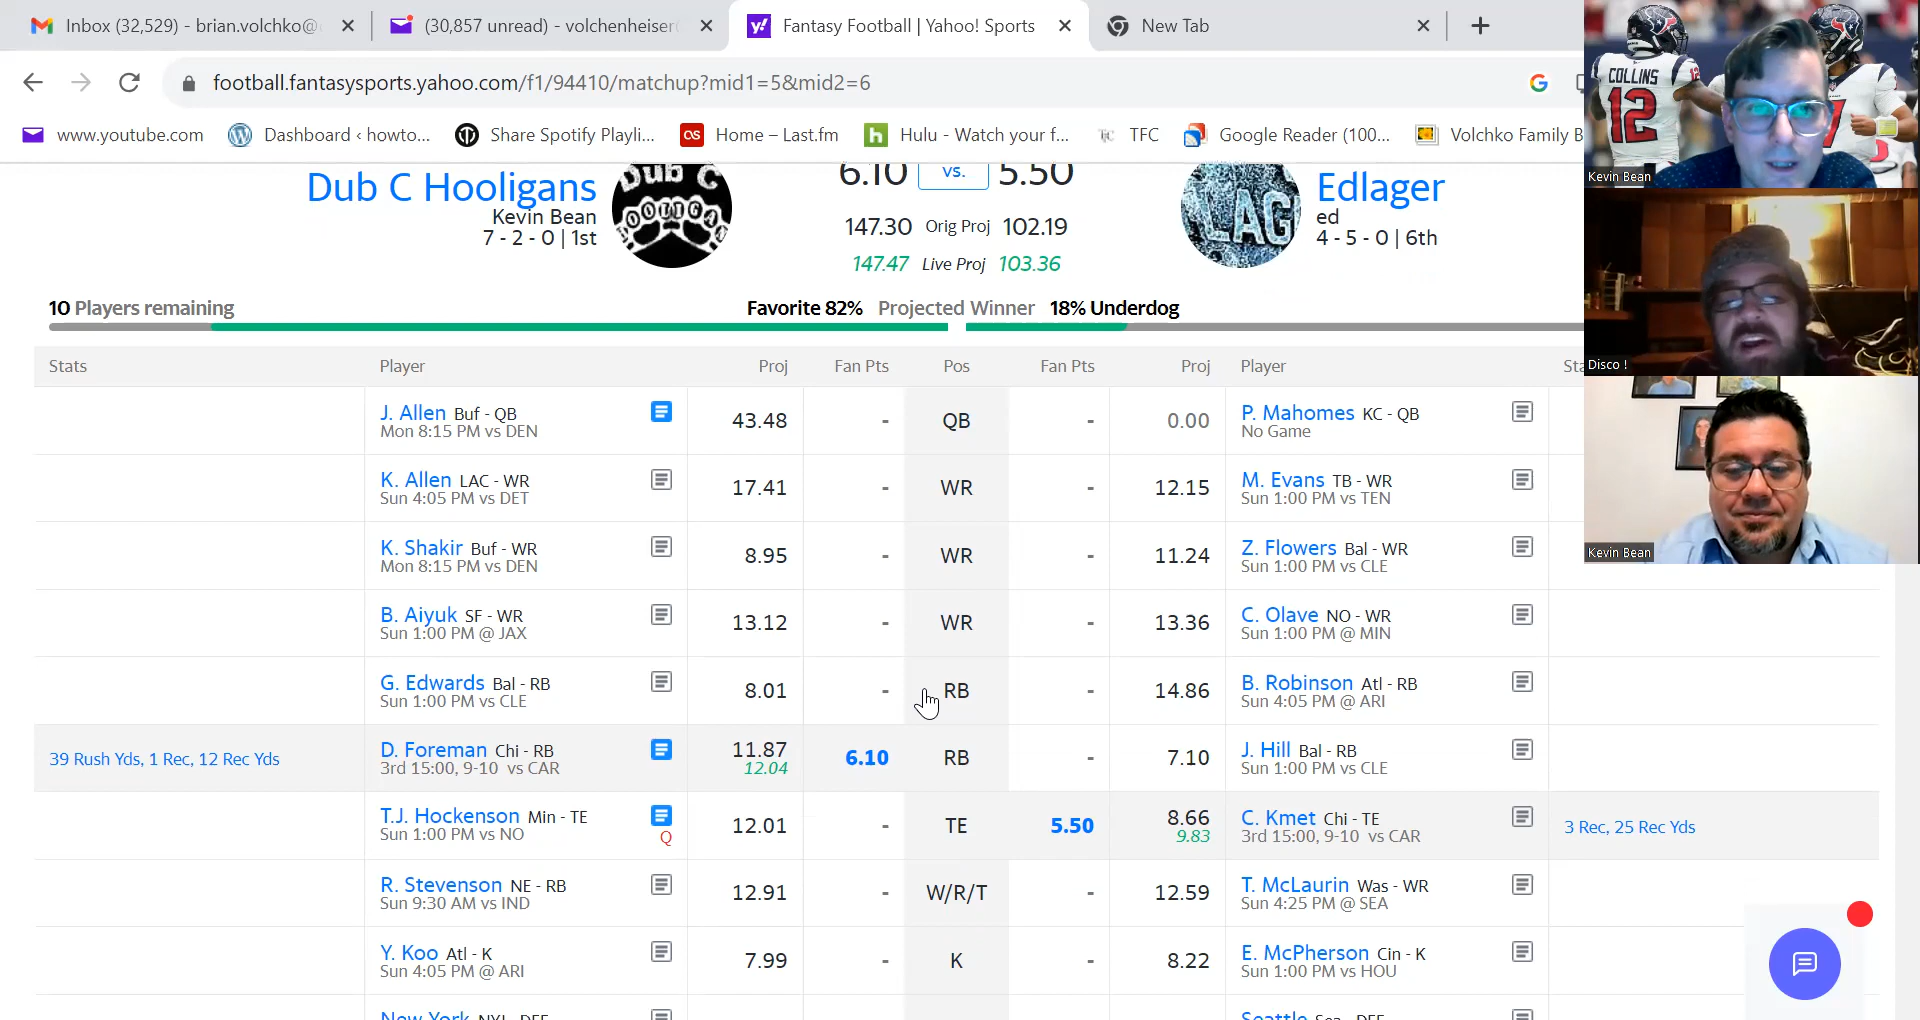 Inbox (32,529) - brian.volchko@
(30,857 unread) - volchenheiser
Fantasy Football | Yahoo! Sports
New Tab
football.fantasysports.yahoo.com/f1/94410/matchup?mid1=5&mid2=6
www.youtube.com
Dashboard ‹ howto...
Share Spotify Playli...
Home – Last.fm
Hulu - Watch your f...
TFC
Google Reader (100...
Volchko Family B
COLLINS
12
Kevin Bean
Disco !
Kevin Bean
Dub C Hooligans
Kevin Bean
7 - 2 - 0 | 1st
Dub C
6.10 vs. 5.50
147.30 Orig Proj 102.19
147.47 Live Proj 103.36
LAG
Edlager
ed
4 - 5 - 0 | 6th
10 Players remaining
Favorite 82% Projected Winner 18% Underdog
Stats Player Proj Fan Pts Pos Fan Pts Proj Player Sta
J. Allen Buf - QB 43.48 - QB - 0.00 P. Mahomes KC - QB
Mon 8:15 PM vs DEN No Game
K. Allen LAC - WR 17.41 - WR - 12.15 M. Evans TB - WR
Sun 4:05 PM vs DET Sun 1:00 PM vs TEN
K. Shakir Buf - WR 8.95 - WR - 11.24 Z. Flowers Bal - WR
Mon 8:15 PM vs DEN Sun 1:00 PM vs CLE
B. Aiyuk SF - WR 13.12 - WR - 13.36 C. Olave NO - WR
Sun 1:00 PM @ JAX Sun 1:00 PM @ MIN
G. Edwards Bal - RB 8.01 - RB - 14.86 B. Robinson Atl - RB
Sun 1:00 PM vs CLE Sun 4:05 PM @ ARI
39 Rush Yds, 1 Rec, 12 Rec Yds D. Foreman Chi - RB 11.87 6.10 RB - 7.10 J. Hill Bal - RB
3rd 15:00, 9-10 vs CAR 12.04 Sun 1:00 PM vs CLE
T.J. Hockenson Min - TE 12.01 - TE 5.50 8.66 C. Kmet Chi - TE 3 Rec, 25 Rec Yds
Sun 1:00 PM vs NO Q 9.83 3rd 15:00, 9-10 vs CAR
R. Stevenson NE - RB 12.91 - W/R/T - 12.59 T. McLaurin Was - WR
Sun 9:30 AM vs IND Sun 4:25 PM @ SEA
Y. Koo Atl - K 7.99 - K - 8.22 E. McPherson Cin - K
Sun 4:05 PM @ ARI Sun 1:00 PM vs HOU
New York NYJ - DEF Seattle Sea - DEF